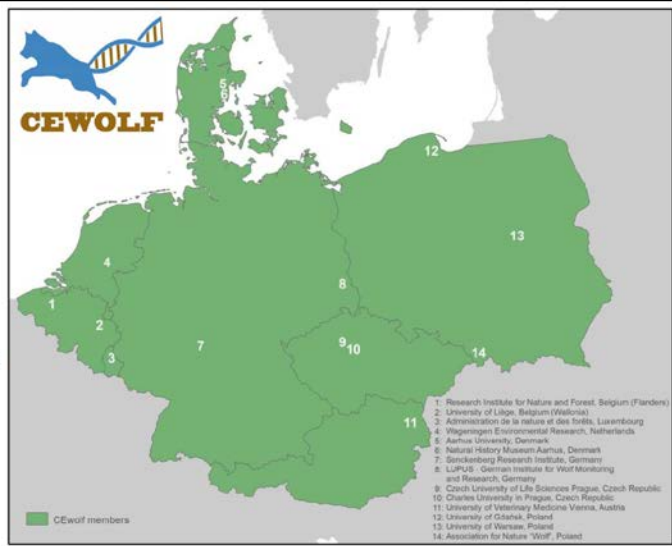 CEWOLF
5
6
12
13
4
8
1
2
9
10
7
3
14
11
1: Research Institute for Nature and Forest, Belgium (Flanders)
2: University of Liège, Belgium (Wallonia)
3: Administration de la nature et des forêts, Luxembourg
4: Wageningen Environmental Research, Netherlands
5: Aarhus University, Denmark
6: Natural History Museum Aarhus, Denmark
7: Senckenberg Research Institute, Germany
8: LUPUS - German Institute for Wolf Monitoring
and Research, Germany
9: Czech University of Life Sciences Prague, Czech Republic
10: Charles University in Prague, Czech Republic
11: University of Veterinary Medicine Vienna, Austria
12: University of Gdańsk, Poland
13: University of Warsaw, Poland
14: Association for Nature "Wolf", Poland
CEwolf members